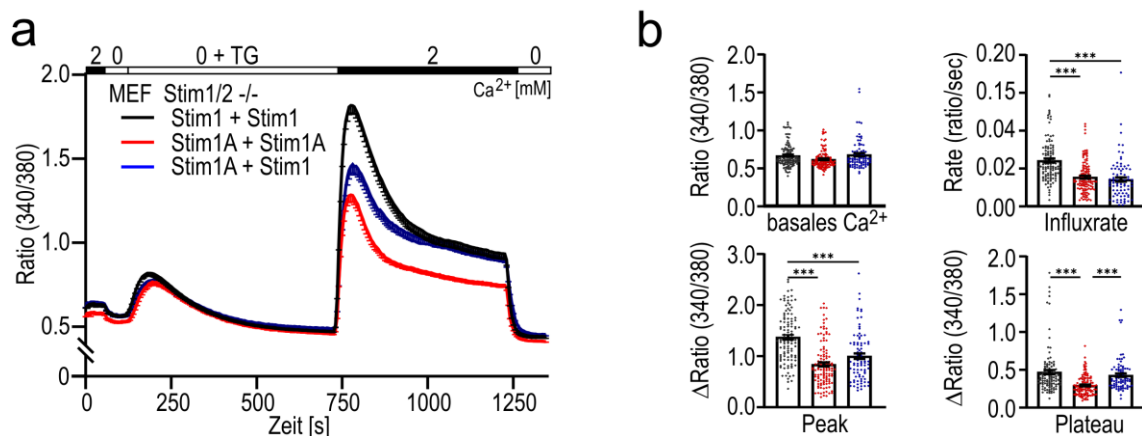 a
2 0 0 + TG 2 0
Ca²⁺ [mM]
MEF Stim1/2 -/-
Stim1 + Stim1
Stim1A + Stim1A
Stim1A + Stim1
Ratio (340/380)
2.0
1.5
1.0
0.5
0
0 250 500 750 1000 1250
Zeit [s]
b
Ratio (340/380)
2.0
1.5
1.0
0.5
0.0
basales Ca²⁺
Rate (ratio/sec)
0.20
0.15
0.04
0.02
0.00
***
***
Influxrate
ΔRatio (340/380)
3.0
2.0
1.0
0.0
***
***
Peak
ΔRatio (340/380)
2.0
1.5
1.0
0.5
0.0
*** ***
Plateau